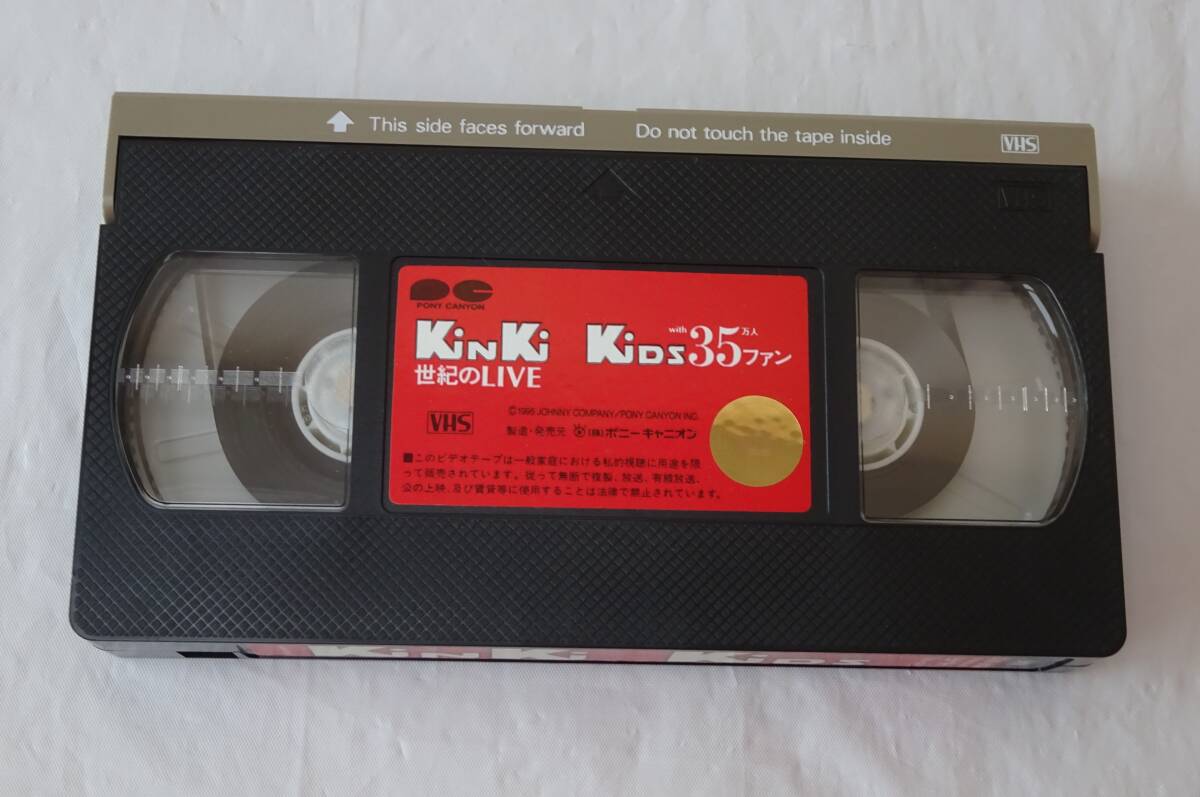 This side faces forward Do not touch the tape inside VHS
VHS
PC
PONY CANYON
KinKi KiDS with 35万人ファン
世紀のLIVE
©1996 JOHNNY COMPANY/PONY CANYON INC.
VHS 製造・発売元 (株)ポニーキャニオン
■このビデオテープは一般家庭における私的視聴に用途を限
って販売されています。従って無断で複製、放送、有線放送、
公の上映、及び賃貸等に使用することは法律で禁止されています。
KinKi KiDS